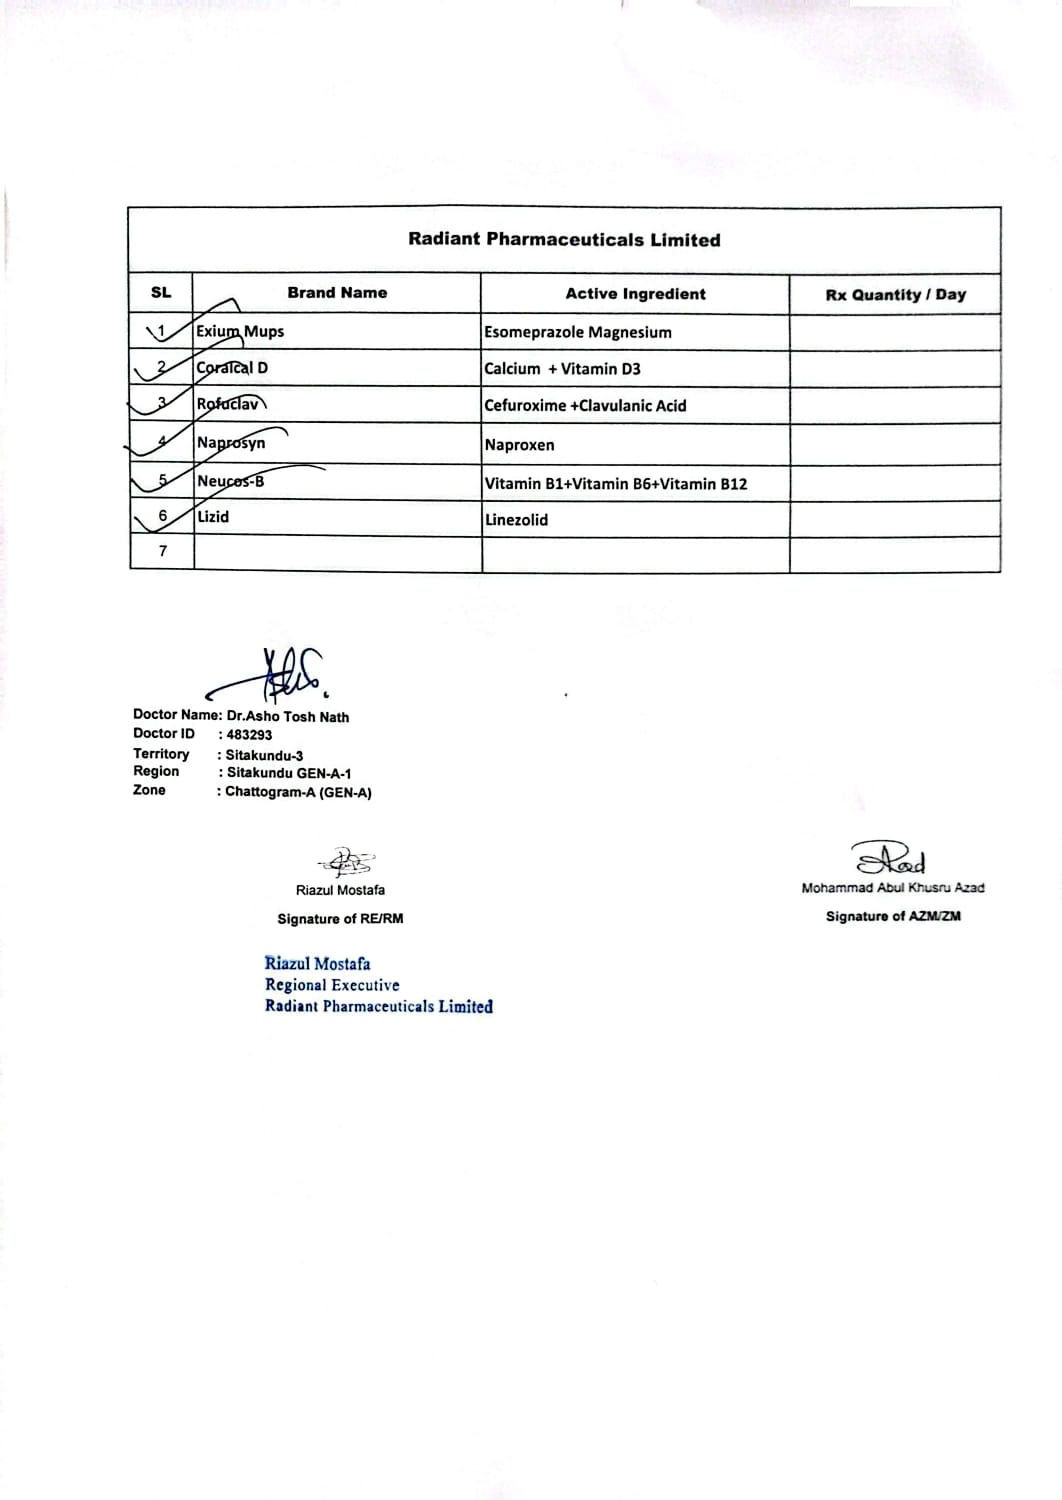 Radiant Pharmaceuticals Limited
SL Brand Name Active Ingredient Rx Quantity / Day
1 Exium Mups Esomeprazole Magnesium
2 Coralcal D Calcium + Vitamin D3
3 Rofuclav Cefuroxime +Clavulanic Acid
4 Naprosyn Naproxen
5 Neucos-B Vitamin B1+Vitamin B6+Vitamin B12
6 Lizid Linezolid
7
Doctor Name: Dr.Asho Tosh Nath
Doctor ID : 483293
Territory : Sitakundu-3
Region : Sitakundu GEN-A-1
Zone : Chattogram-A (GEN-A)
Riazul Mostafa
Signature of RE/RM
Mohammad Abul Khusru Azad
Signature of AZM/ZM
Riazul Mostafa
Regional Executive
Radiant Pharmaceuticals Limited